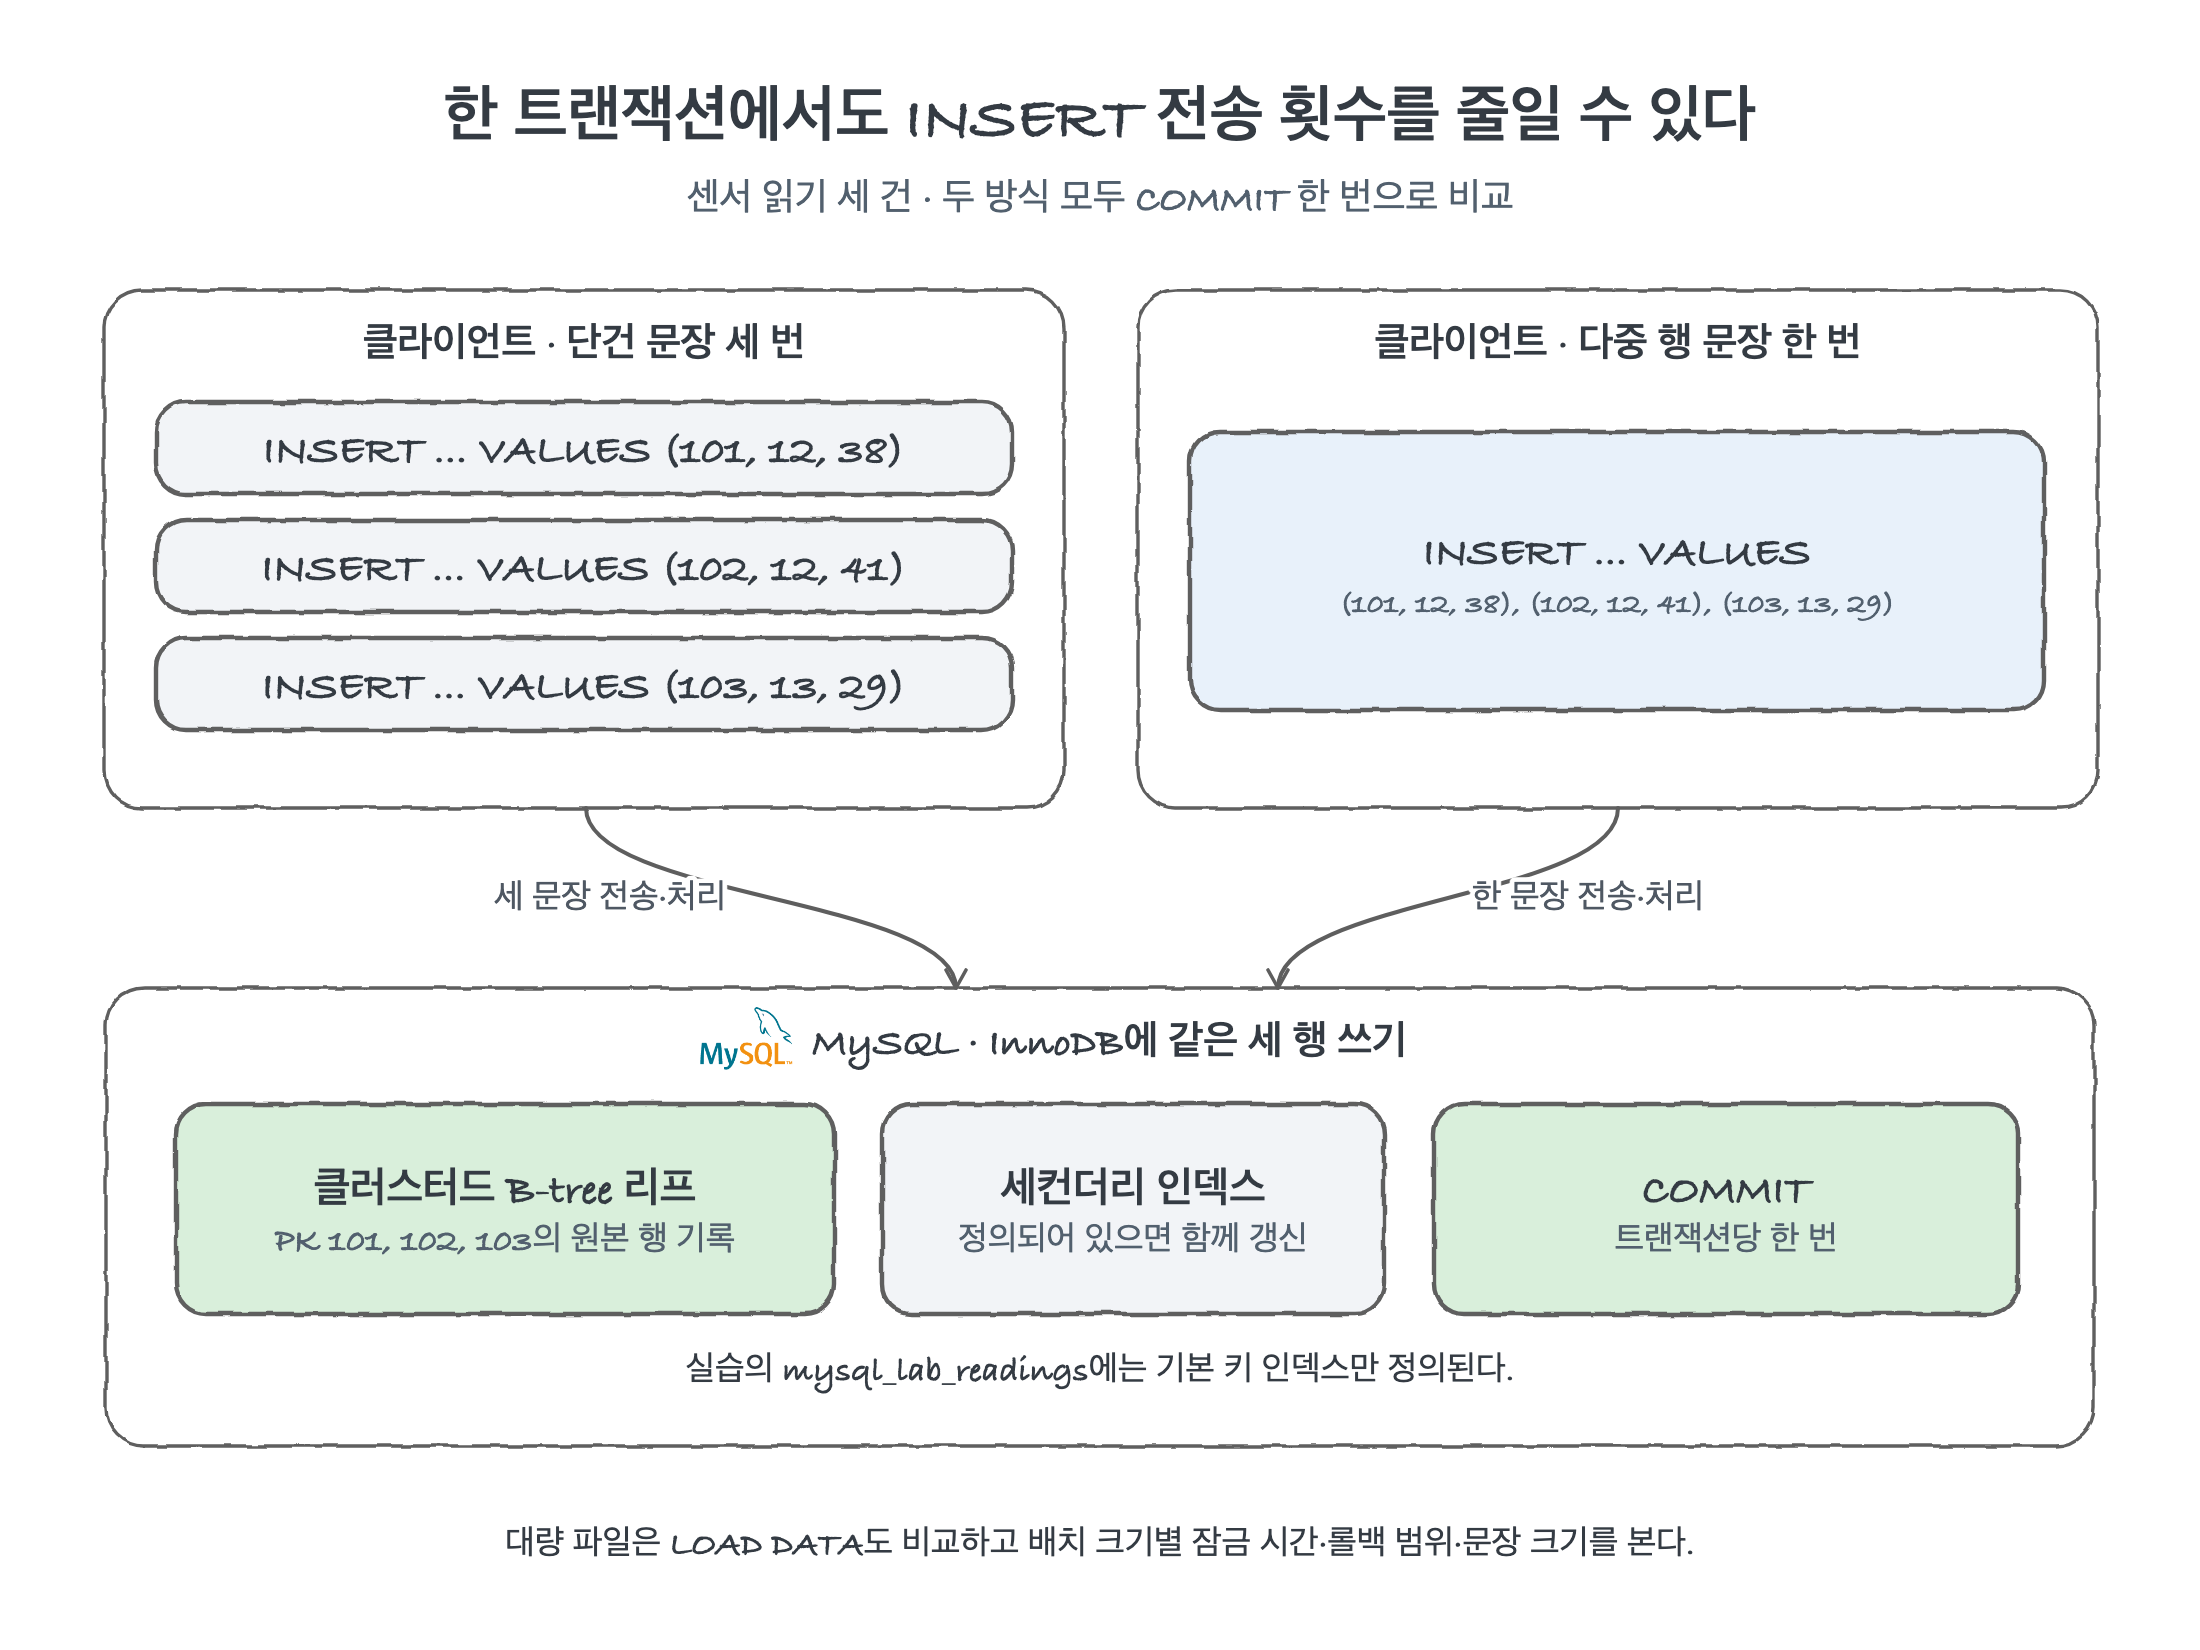 한 트랜잭션에서도 INSERT 전송 횟수를 줄일 수 있다
센서 읽기 세 건 · 두 방식 모두 COMMIT 한 번으로 비교
클라이언트 · 단건 문장 세 번
INSERT ... VALUES (101, 12, 38)
INSERT ... VALUES (102, 12, 41)
INSERT ... VALUES (103, 13, 29)
클라이언트 · 다중 행 문장 한 번
INSERT ... VALUES
(101, 12, 38), (102, 12, 41), (103, 13, 29)
세 문장 전송·처리
한 문장 전송·처리
MySQL™ MySQL · InnoDB에 같은 세 행 쓰기
클러스터드 B-tree 리프
PK 101, 102, 103의 원본 행 기록
세컨더리 인덱스
정의되어 있으면 함께 갱신
COMMIT
트랜잭션당 한 번
실습의 mysql_lab_readings에는 기본 키 인덱스만 정의된다.
대량 파일은 LOAD DATA도 비교하고 배치 크기별 잠금 시간·롤백 범위·문장 크기를 본다.